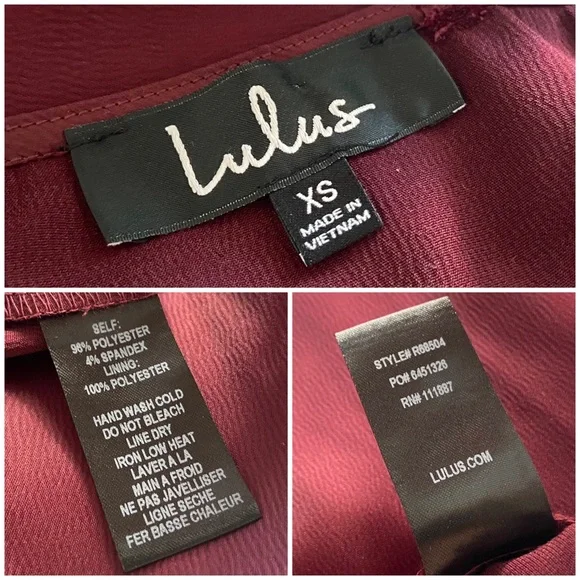 Lulus
XS
MADE IN
VIETNAM
SELF:
96% POLYESTER
4% SPANDEX
LINING:
100% POLYESTER
HAND WASH COLD
DO NOT BLEACH
LINE DRY
IRON LOW HEAT
LAVER A LA
MAIN A FROID
NE PAS JAVELLISER
LIGNE SECHE
FER BASSE CHALEUR
STYLE# R68504
PO# 6451326
RN# 111887
LULUS.COM